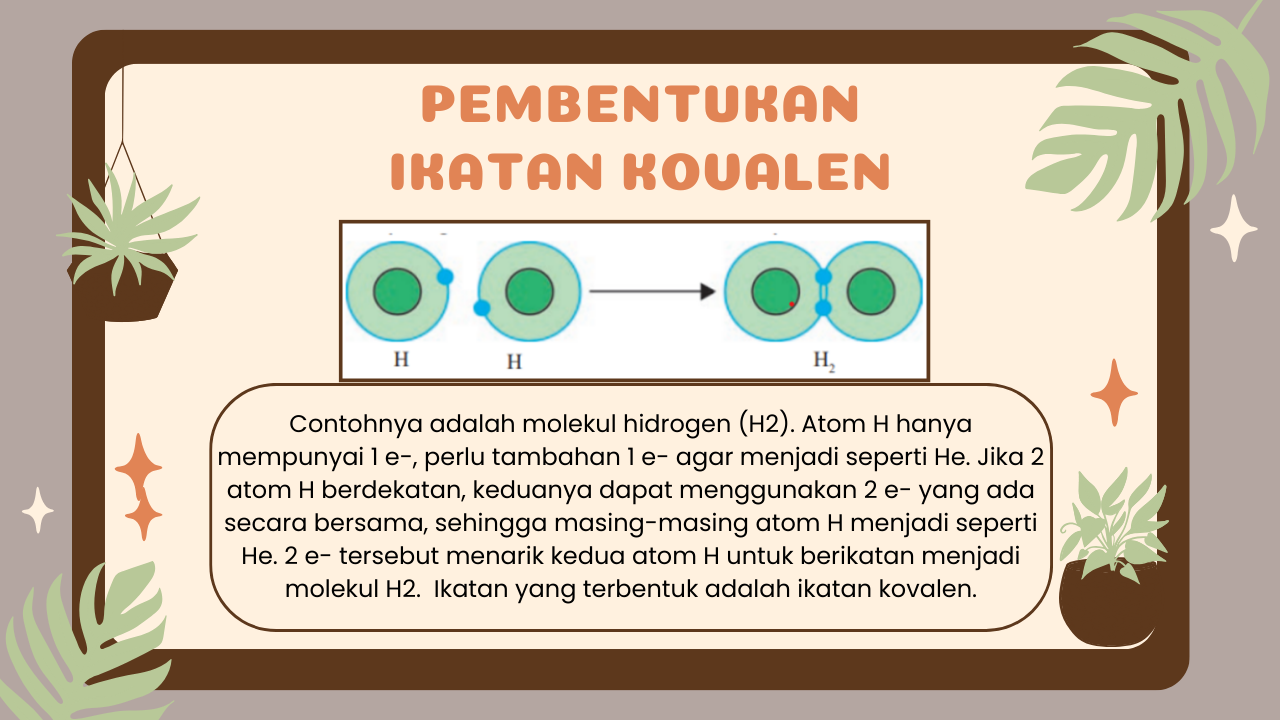 PEMBENTUKAN
IKATAN KOVALEN
H
H
H₂
Contohnya adalah molekul hidrogen (H2). Atom H hanya
mempunyai 1 e-, perlu tambahan 1 e- agar menjadi seperti He. Jika 2
atom H berdekatan, keduanya dapat menggunakan 2 e- yang ada
secara bersama, sehingga masing-masing atom H menjadi seperti
He. 2 e- tersebut menarik kedua atom H untuk berikatan menjadi
molekul H2. Ikatan yang terbentuk adalah ikatan kovalen.